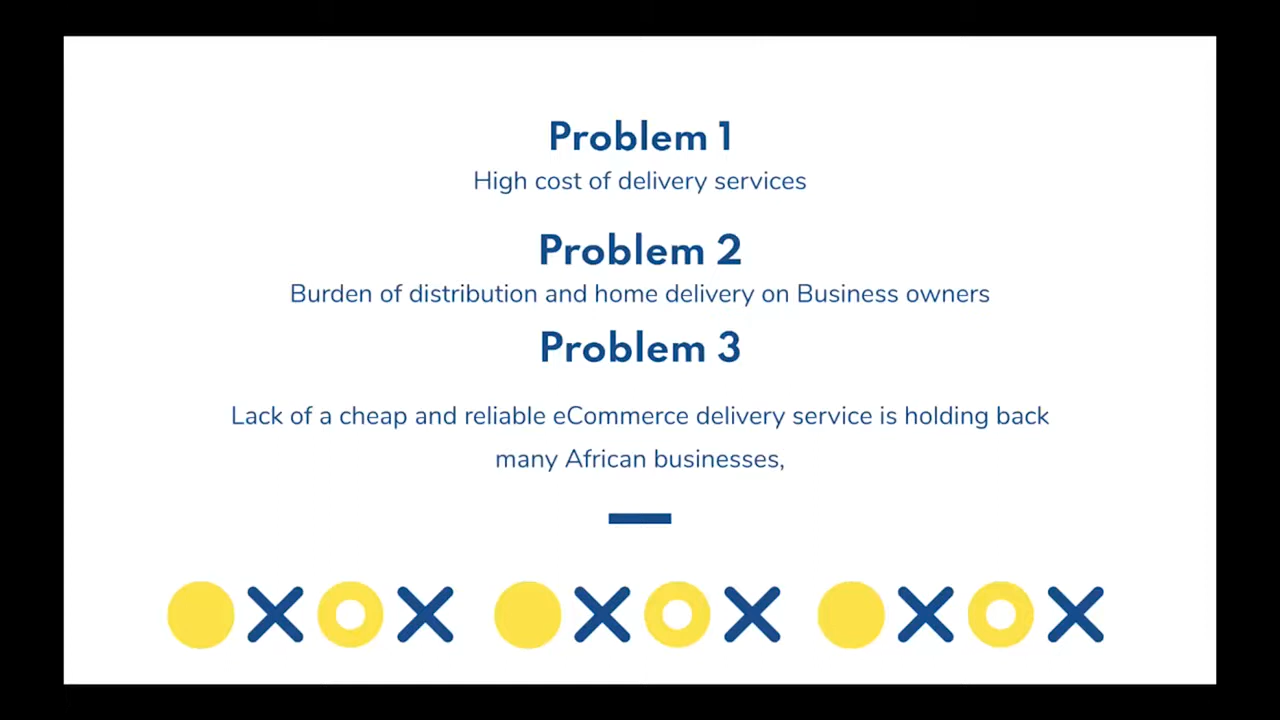 Problem 1
High cost of delivery services
Problem 2
Burden of distribution and home delivery on Business owners
Problem 3
Lack of a cheap and reliable eCommerce delivery service is holding back
many African businesses,